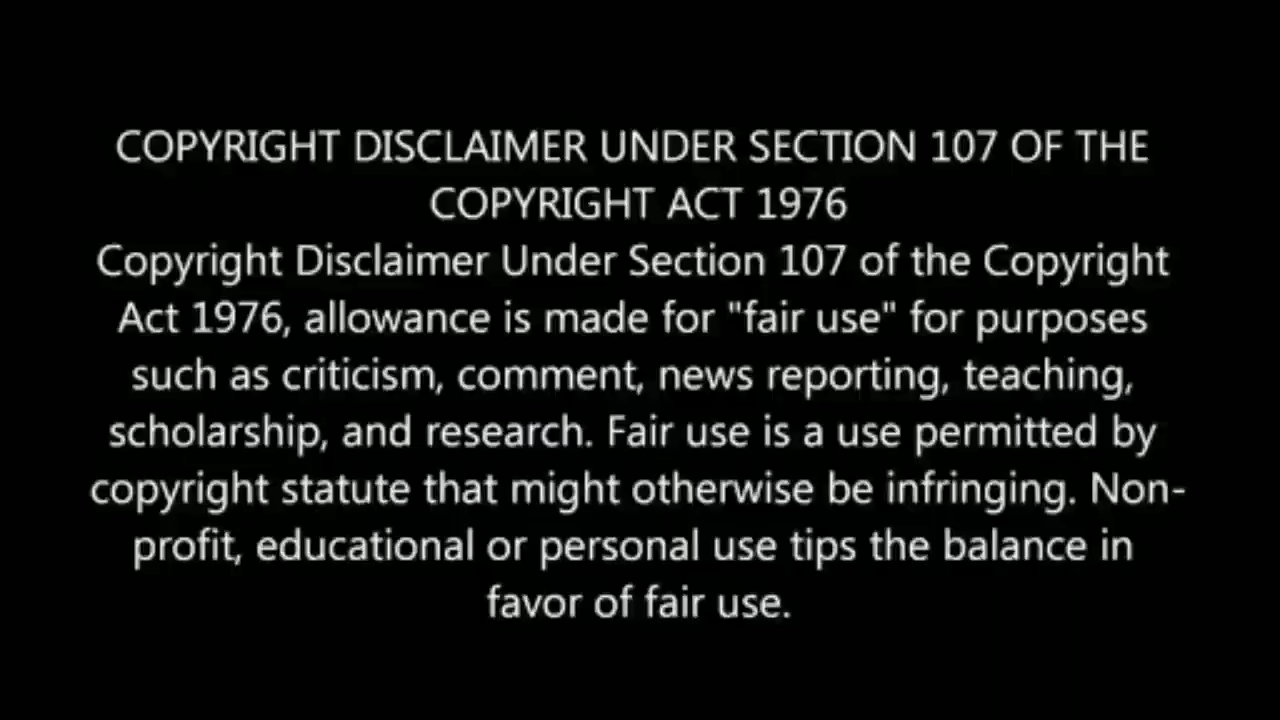 COPYRIGHT DISCLAIMER UNDER SECTION 107 OF THE
COPYRIGHT ACT 1976
Copyright Disclaimer Under Section 107 of the Copyright
Act 1976, allowance is made for "fair use" for purposes
such as criticism, comment, news reporting, teaching,
scholarship, and research. Fair use is a use permitted by
copyright statute that might otherwise be infringing. Non-
profit, educational or personal use tips the balance in
favor of fair use.